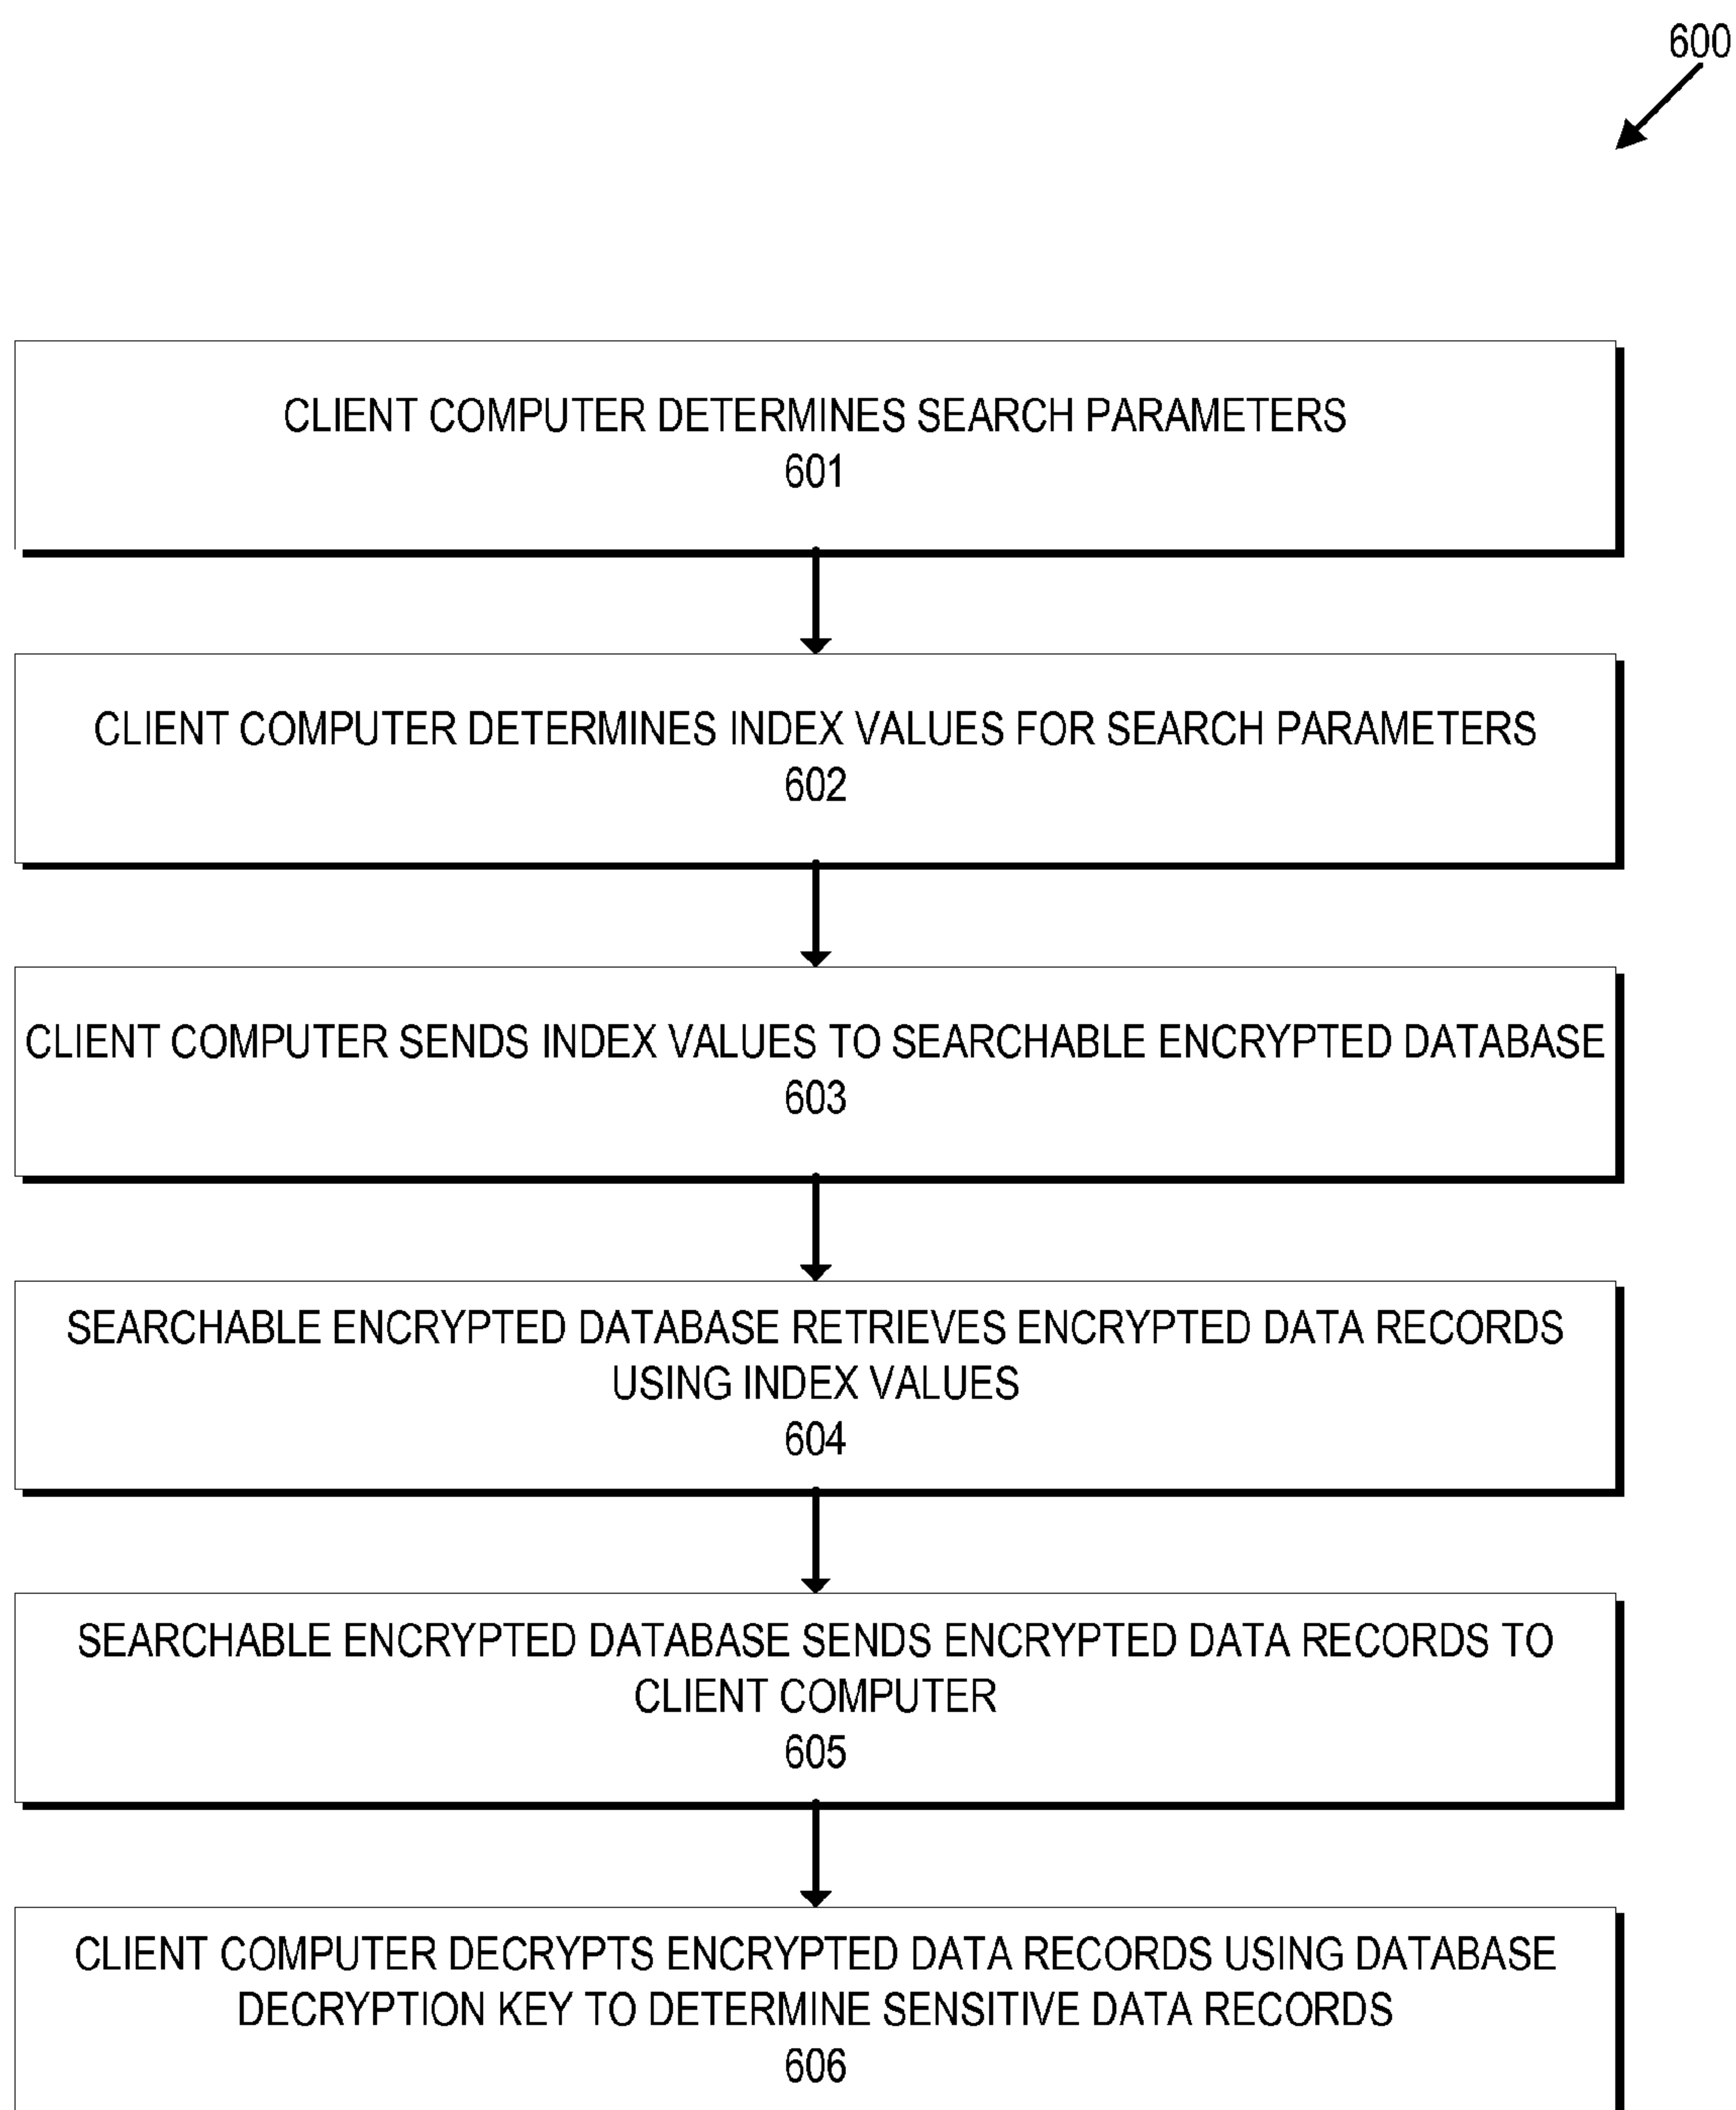 600
CLIENT COMPUTER DETERMINES SEARCH PARAMETERS
601
CLIENT COMPUTER DETERMINES INDEX VALUES FOR SEARCH PARAMETERS
602
CLIENT COMPUTER SENDS INDEX VALUES TO SEARCHABLE ENCRYPTED DATABASE
603
SEARCHABLE ENCRYPTED DATABASE RETRIEVES ENCRYPTED DATA RECORDS
USING INDEX VALUES
604
SEARCHABLE ENCRYPTED DATABASE SENDS ENCRYPTED DATA RECORDS TO
CLIENT COMPUTER
605
CLIENT COMPUTER DECRYPTS ENCRYPTED DATA RECORDS USING DATABASE
DECRYPTION KEY TO DETERMINE SENSITIVE DATA RECORDS
606